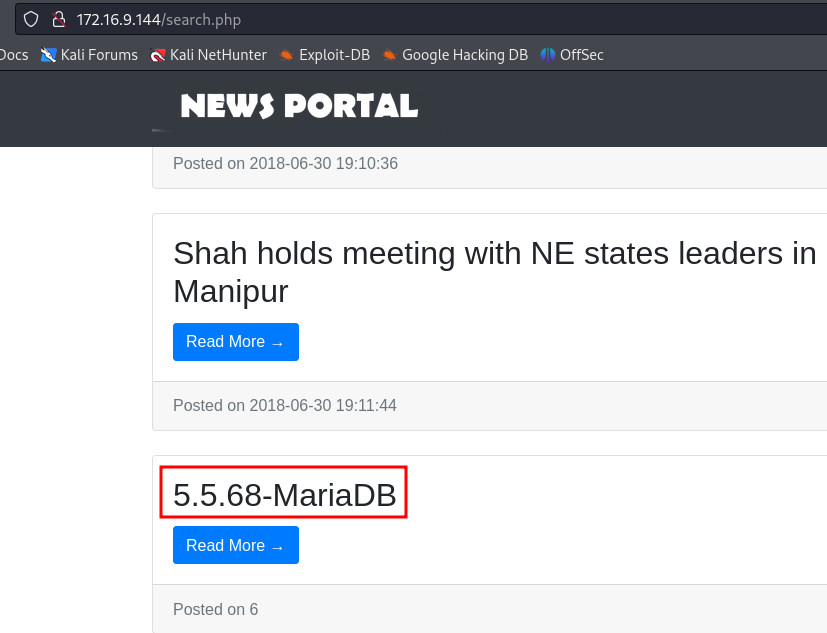 172.16.9.144/search.php
Docs Kali Forums Kali NetHunter Exploit-DB Google Hacking DB OffSec
NEWS PORTAL
Posted on 2018-06-30 19:10:36
Shah holds meeting with NE states leaders in
Manipur
Read More →
Posted on 2018-06-30 19:11:44
5.5.68-MariaDB
Read More →
Posted on 6